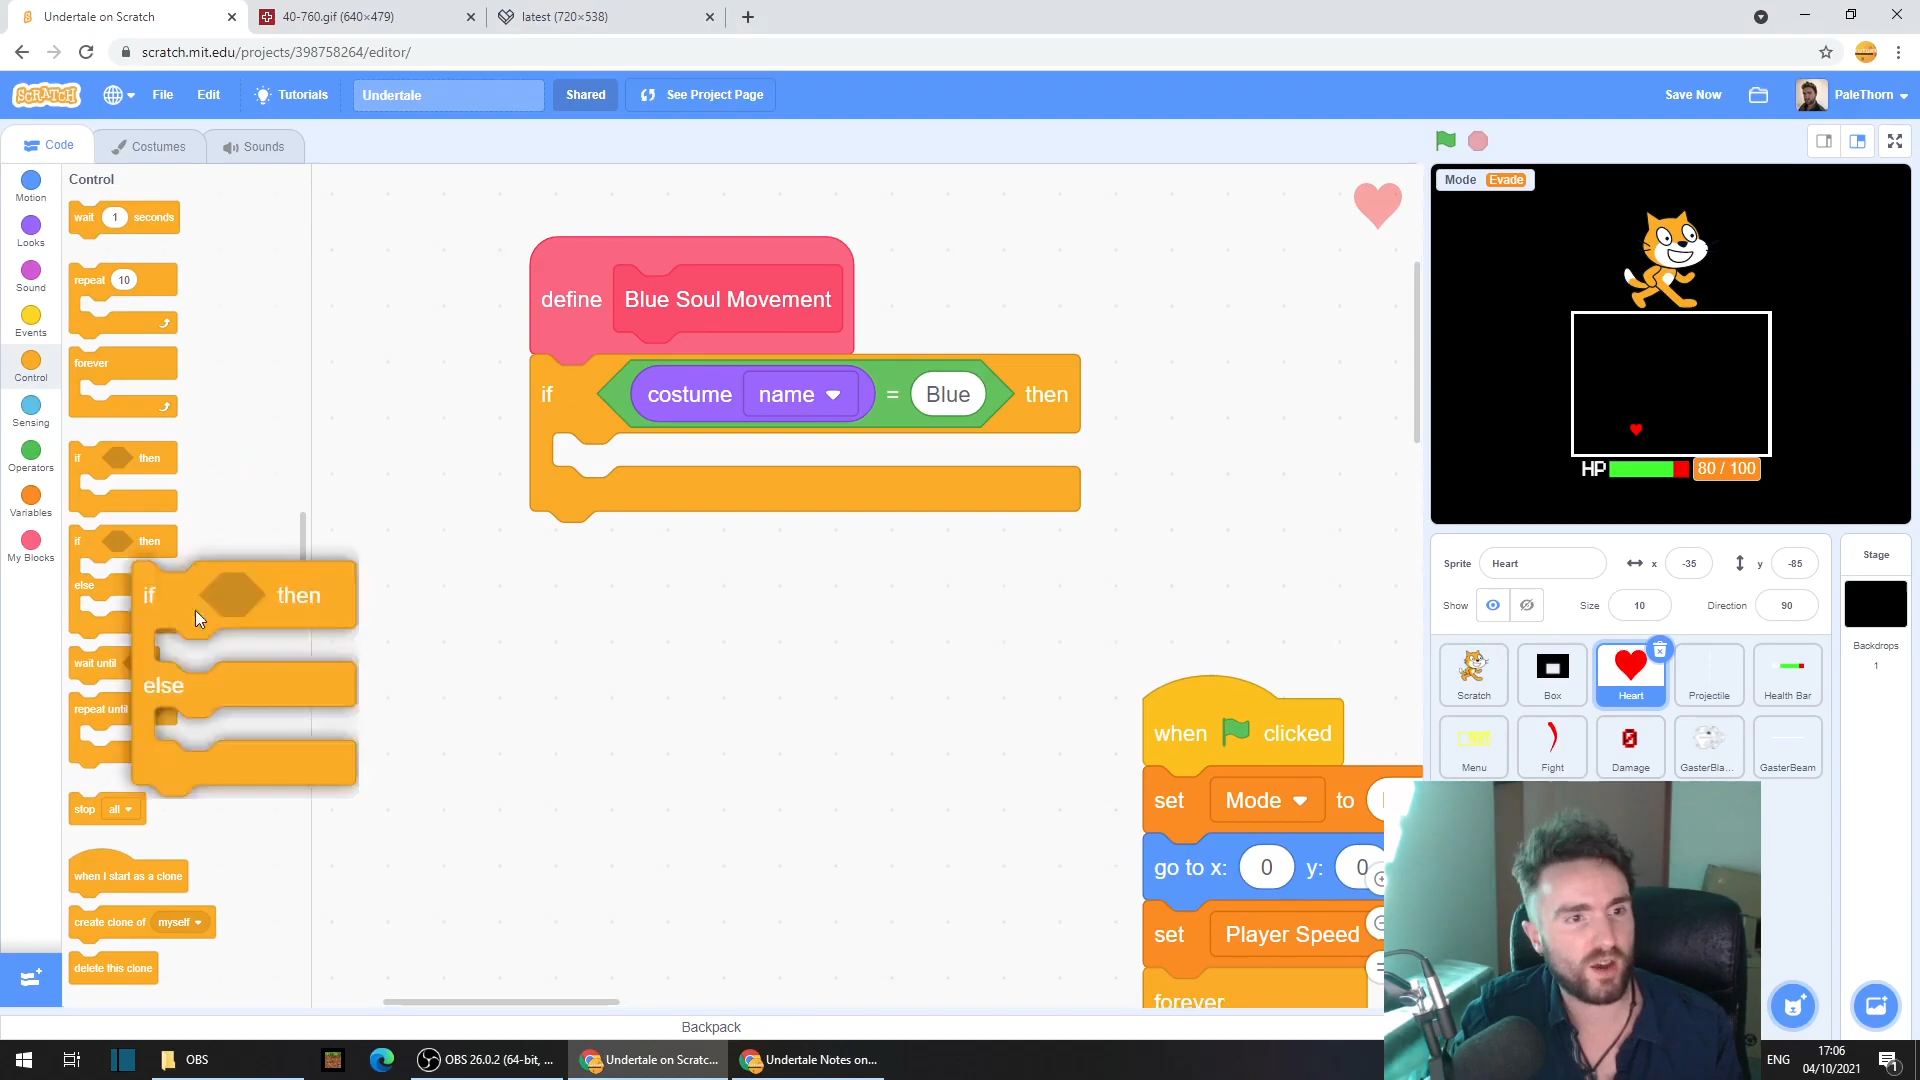 Undertale on Scratch
40-760.gif (640×479)
latest (720×538)
scratch.mit.edu/projects/398758264/editor/
SCRATCH
File
Edit
Tutorials
Undertale
Shared
See Project Page
Save Now
PaleThorn
Code
Costumes
Sounds
Motion
Looks
Sound
Events
Control
Sensing
Operators
Variables
My Blocks
Control
wait 1 seconds
repeat 10
forever
if then
if then
else
wait until
repeat until
stop all
when I start as a clone
create clone of myself
delete this clone
if then
else
define Blue Soul Movement
if costume name = Blue then
when clicked
set Mode to
go to x: 0 y: 0
set Player Speed
forever
Mode Evade
HP 80 / 100
Sprite Heart x -35 y -85
Show Size 10 Direction 90
Scratch
Box
Heart
Projectile
Health Bar
Menu
Fight
Damage
GasterBla...
GasterBeam
Stage
Backdrops
1
Backpack
OBS
OBS 26.0.2 (64-bit, ...
Undertale on Scratc...
Undertale Notes on...
ENG
17:06
04/10/2021
1